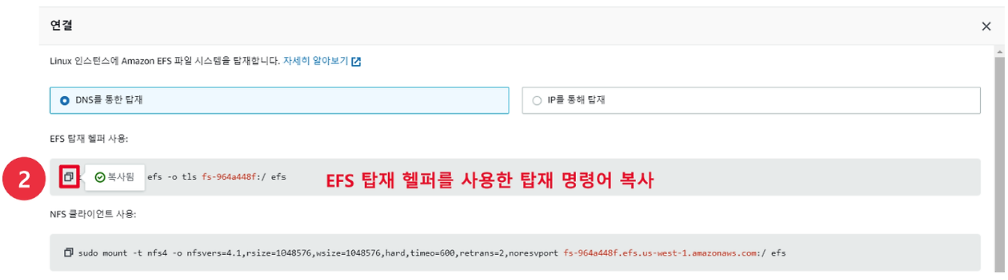 연결
Linux 인스턴스에 Amazon EFS 파일 시스템을 탑재합니다. 자세히 알아보기
DNS를 통한 탑재
IP를 통해 탑재
EFS 탑재 헬퍼 사용:
2
복사됨
efs -o tls fs-964a448f:/ efs
EFS 탑재 헬퍼를 사용한 탑재 명령어 복사
NFS 클라이언트 사용:
sudo mount -t nfs4 -o nfsvers=4.1,rsize=1048576,wsize=1048576,hard,timeo=600,retrans=2,noresvport fs-964a448f.efs.us-west-1.amazonaws.com:/ efs